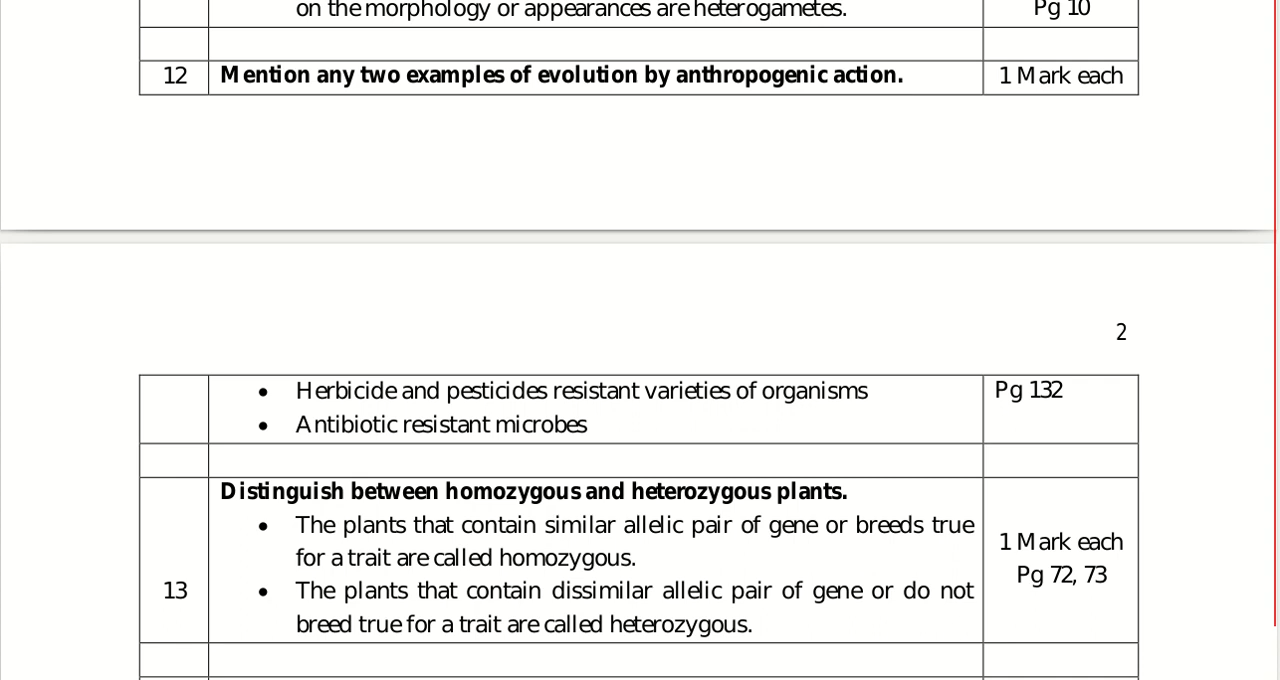 on the morphology or appearances are heterogametes.
Pg 10
12 Mention any two examples of evolution by anthropogenic action. 1 Mark each
2
• Herbicide and pesticides resistant varieties of organisms Pg 132
• Antibiotic resistant microbes
Distinguish between homozygous and heterozygous plants.
• The plants that contain similar allelic pair of gene or breeds true
for a trait are called homozygous.
1 Mark each
Pg 72, 73
13
• The plants that contain dissimilar allelic pair of gene or do not
breed true for a trait are called heterozygous.